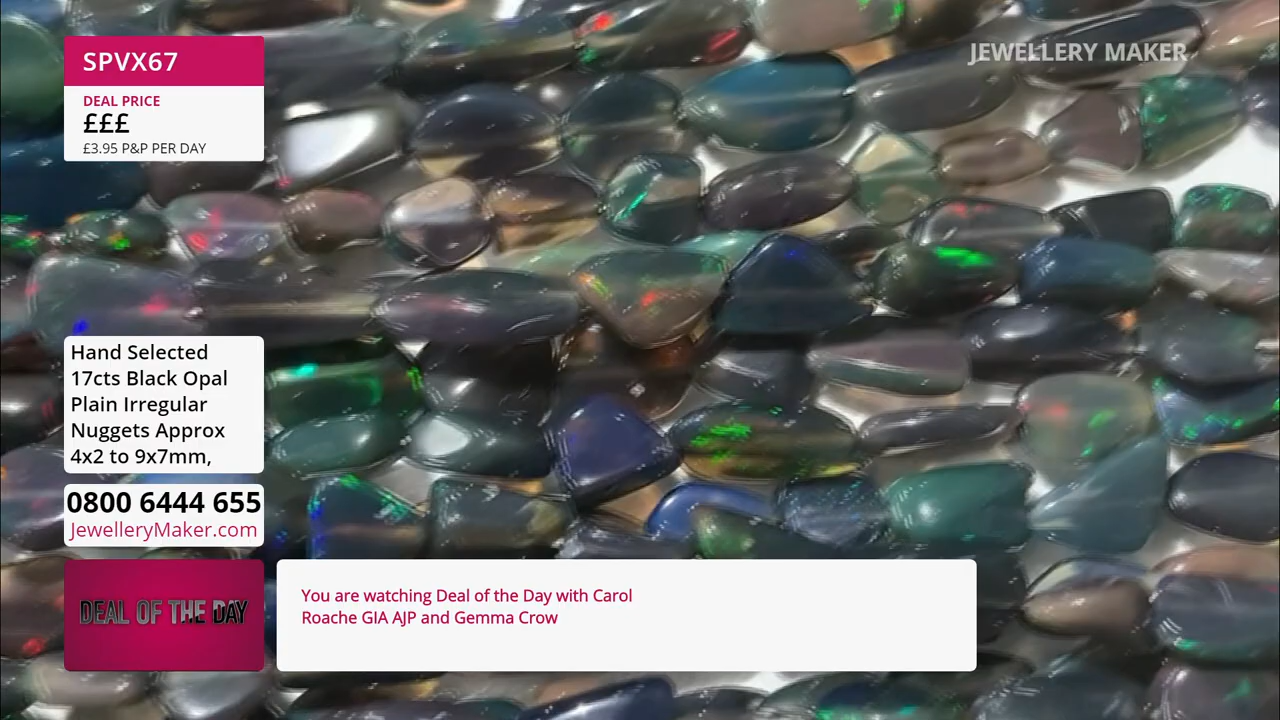 SPVX67
DEAL PRICE
£££
£3.95 P&P PER DAY
JEWELLERY MAKER
Hand Selected
17cts Black Opal
Plain Irregular
Nuggets Approx
4x2 to 9x7mm,
0800 6444 655
JewelleryMaker.com
DEAL OF THE DAY
You are watching Deal of the Day with Carol
Roache GIA AJP and Gemma Crow